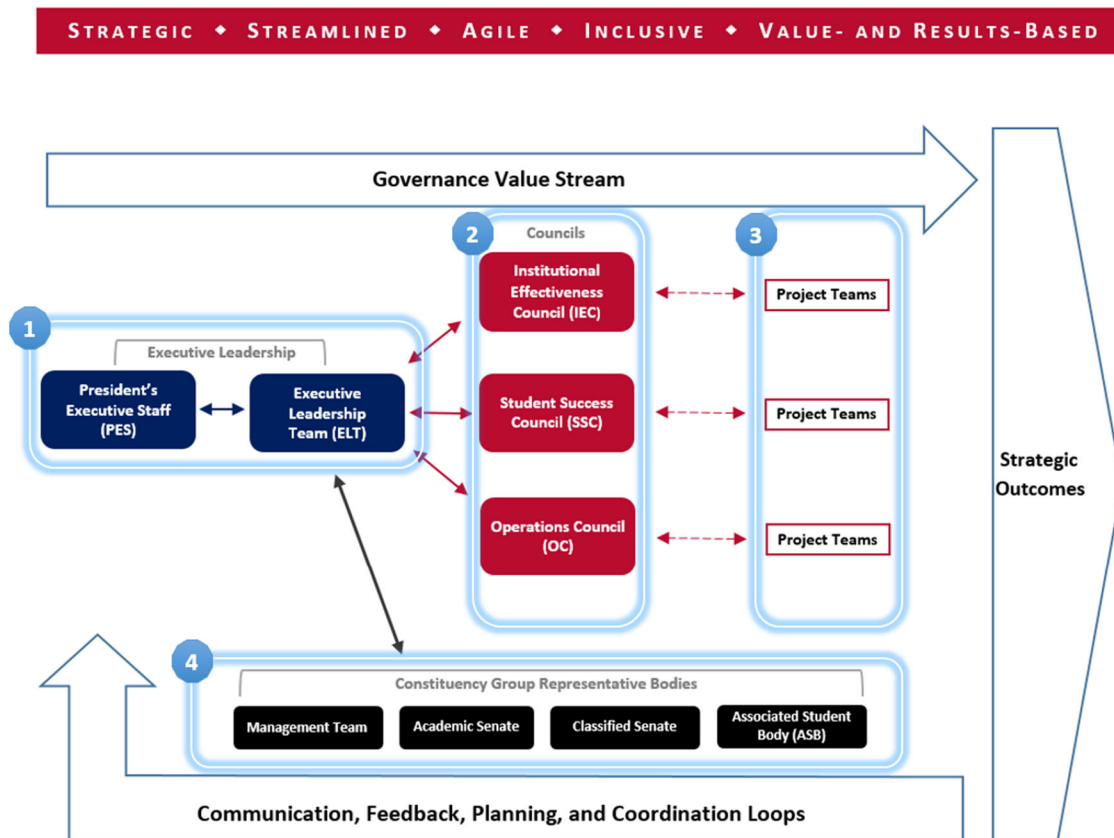 STRATEGIC ◆ STREAMLINED ◆ AGILE ◆ INCLUSIVE ◆ VALUE- AND RESULTS-BASED
Governance Value Stream
1
Executive Leadership
President's
Executive Staff
(PES)
Executive
Leadership
Team (ELT)
2
Councils
Institutional
Effectiveness
Council (IEC)
Student Success
Council (SSC)
Operations Council
(OC)
3
Project Teams
Project Teams
Project Teams
Strategic
Outcomes
4
Constituency Group Representative Bodies
Management Team
Academic Senate
Classified Senate
Associated Student
Body (ASB)
Communication, Feedback, Planning, and Coordination Loops